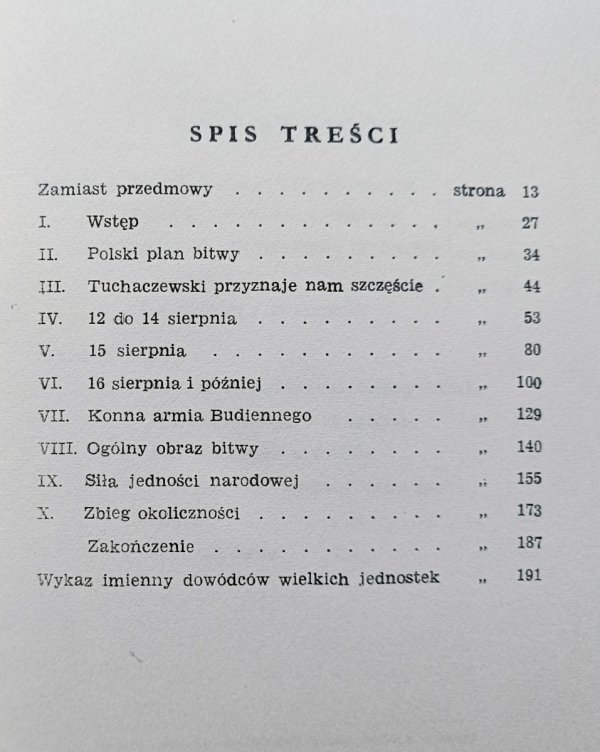 SPIS TREŚCI
Zamiast przedmowy . . . . . . . . . . strona 13
I. Wstęp . . . . . . . . . . . . . „ 27
II. Polski plan bitwy . . . . . . . . . „ 34
III. Tuchaczewski przyznaje nam szczęście . „ 44
IV. 12 do 14 sierpnia . . . . . . . . . „ 53
V. 15 sierpnia . . . . . . . . . . . „ 80
VI. 16 sierpnia i później . . . . . . . . „ 100
VII. Konna armia Budiennego . . . . . „ 129
VIII. Ogólny obraz bitwy . . . . . . . . . „ 140
IX. Siła jedności narodowej . . . . . . „ 155
X. Zbieg okoliczności . . . . . . . . . „ 173
Zakończenie . . . . . . . . . . . „ 187
Wykaz imienny dowódców wielkich jednostek „ 191